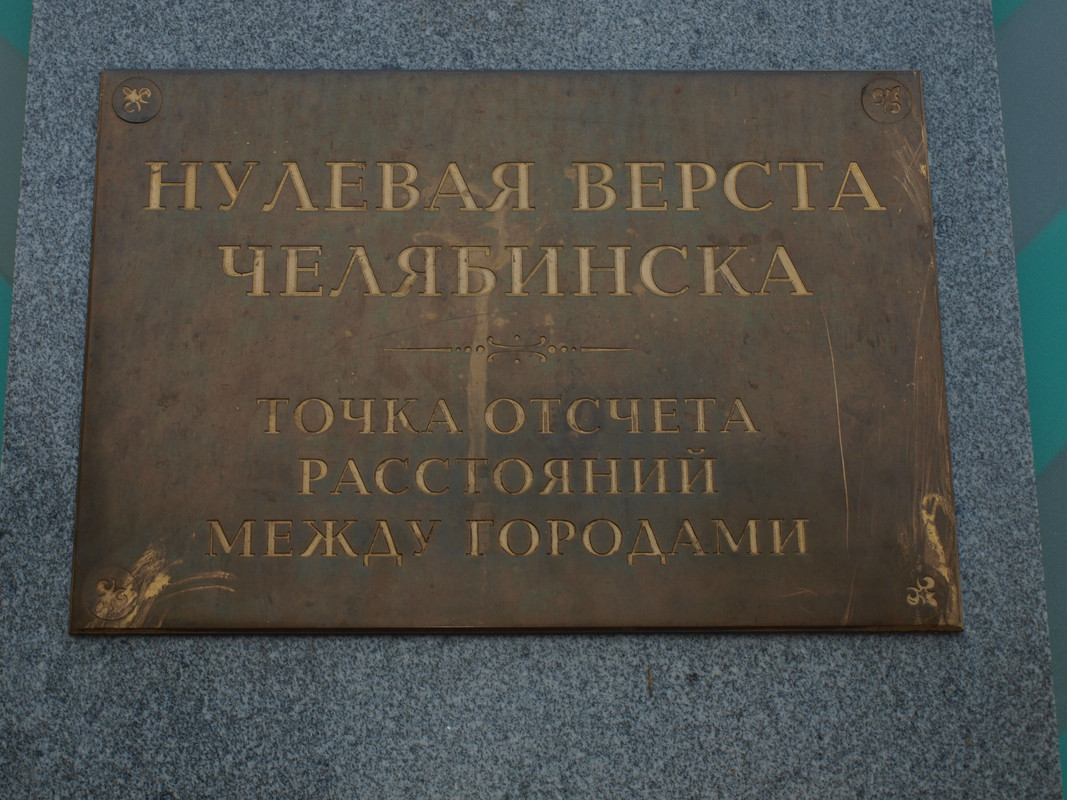 НУЛЕВАЯ ВЕРСТА
ЧЕЛЯБИНСКА
ТОЧКА ОТСЧЕТА
РАССТОЯНИЙ
МЕЖДУ ГОРОДАМИ